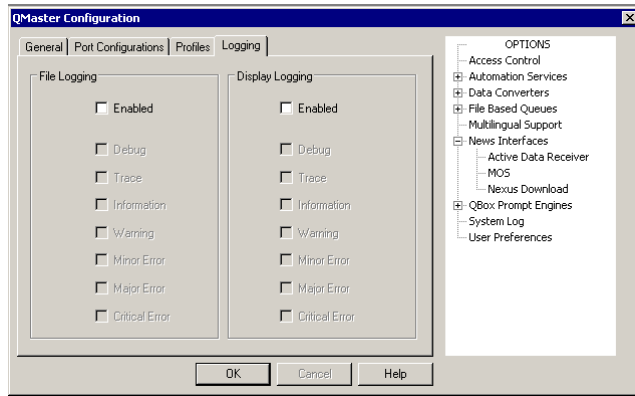 QMaster Configuration
General Port Configurations Profiles Logging
File Logging
Enabled
Debug
Trace
Information
Warning
Minor Error
Major Error
Critical Error
Display Logging
Enabled
Debug
Trace
Information
Warning
Minor Error
Major Error
Critical Error
OK Cancel Help
OPTIONS
Access Control
Automation Services
Data Converters
File Based Queues
Multilingual Support
News Interfaces
Active Data Receiver
MOS
Nexus Download
QBox Prompt Engines
System Log
User Preferences